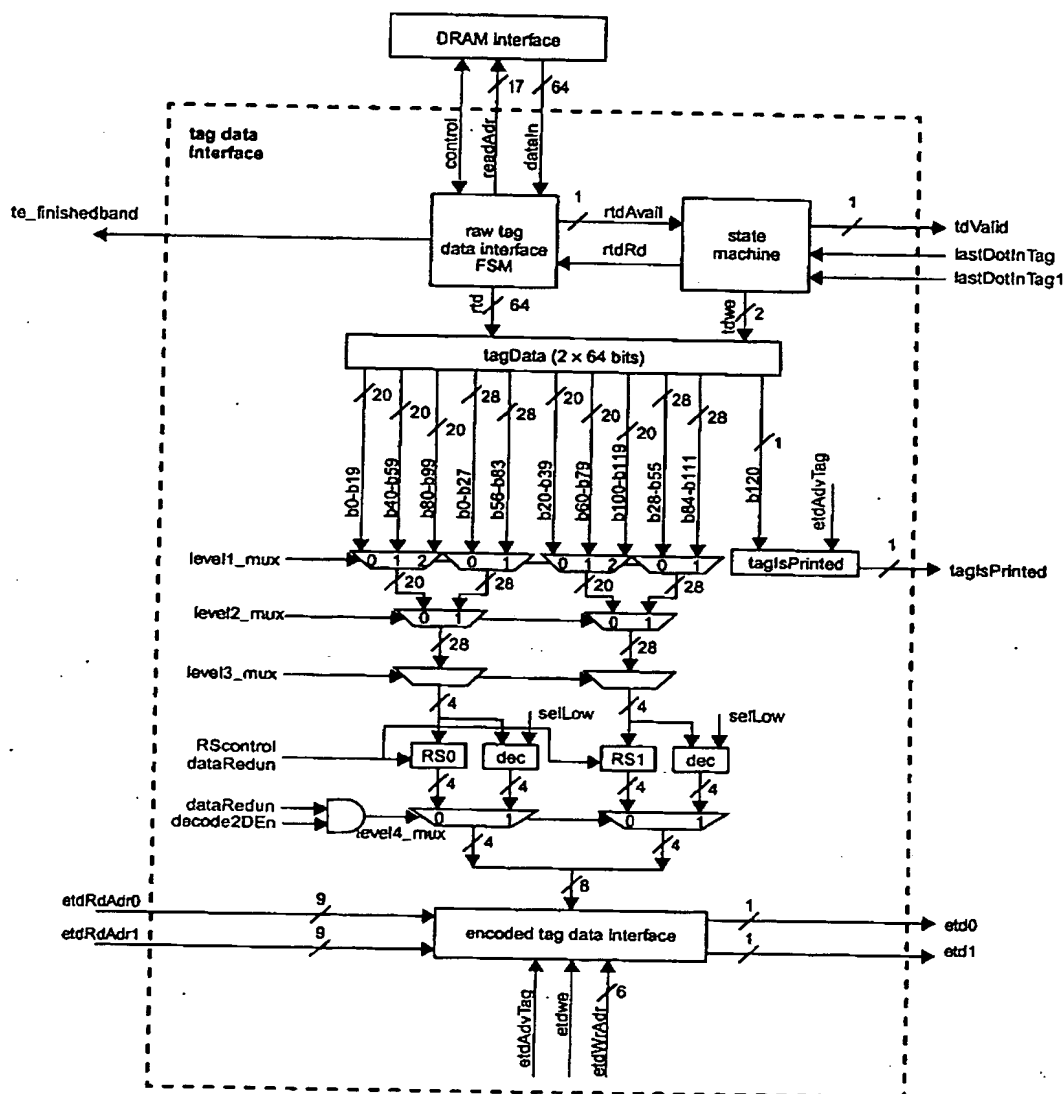 DRAM interface
17
64
tag data
interface
control
readAdr
dataIn
te_finishedband
raw tag
data interface
FSM
1
rtdAvail
rtdRd
state
machine
1
tdValid
lastDotInTag
lastDotInTag1
rtd
64
tdwe
2
tagData (2 × 64 bits)
20
20
20
28
28
20
20
20
28
28
1
b0-b19
b40-b59
b80-b99
b0-b27
b56-b83
b20-b39
b60-b79
b100-b119
b28-b55
b84-b111
b120
etdAdvTag
level1_mux
0 1 2
0 1
0 1 2
0 1
tagIsPrinted
1
tagIsPrinted
20
28
20
28
level2_mux
0 1
0 1
28
28
level3_mux
4
4
selLow
selLow
RScontrol
dataRedun
RS0
dec
RS1
dec
4
4
4
4
dataRedun
decode2DEn
level4_mux
0 1
0 1
4
4
8
etdRdAdr0
9
etdRdAdr1
9
encoded tag data interface
1
etd0
1
etd1
6
etdAdvTag
etdwe
etdWrAdr